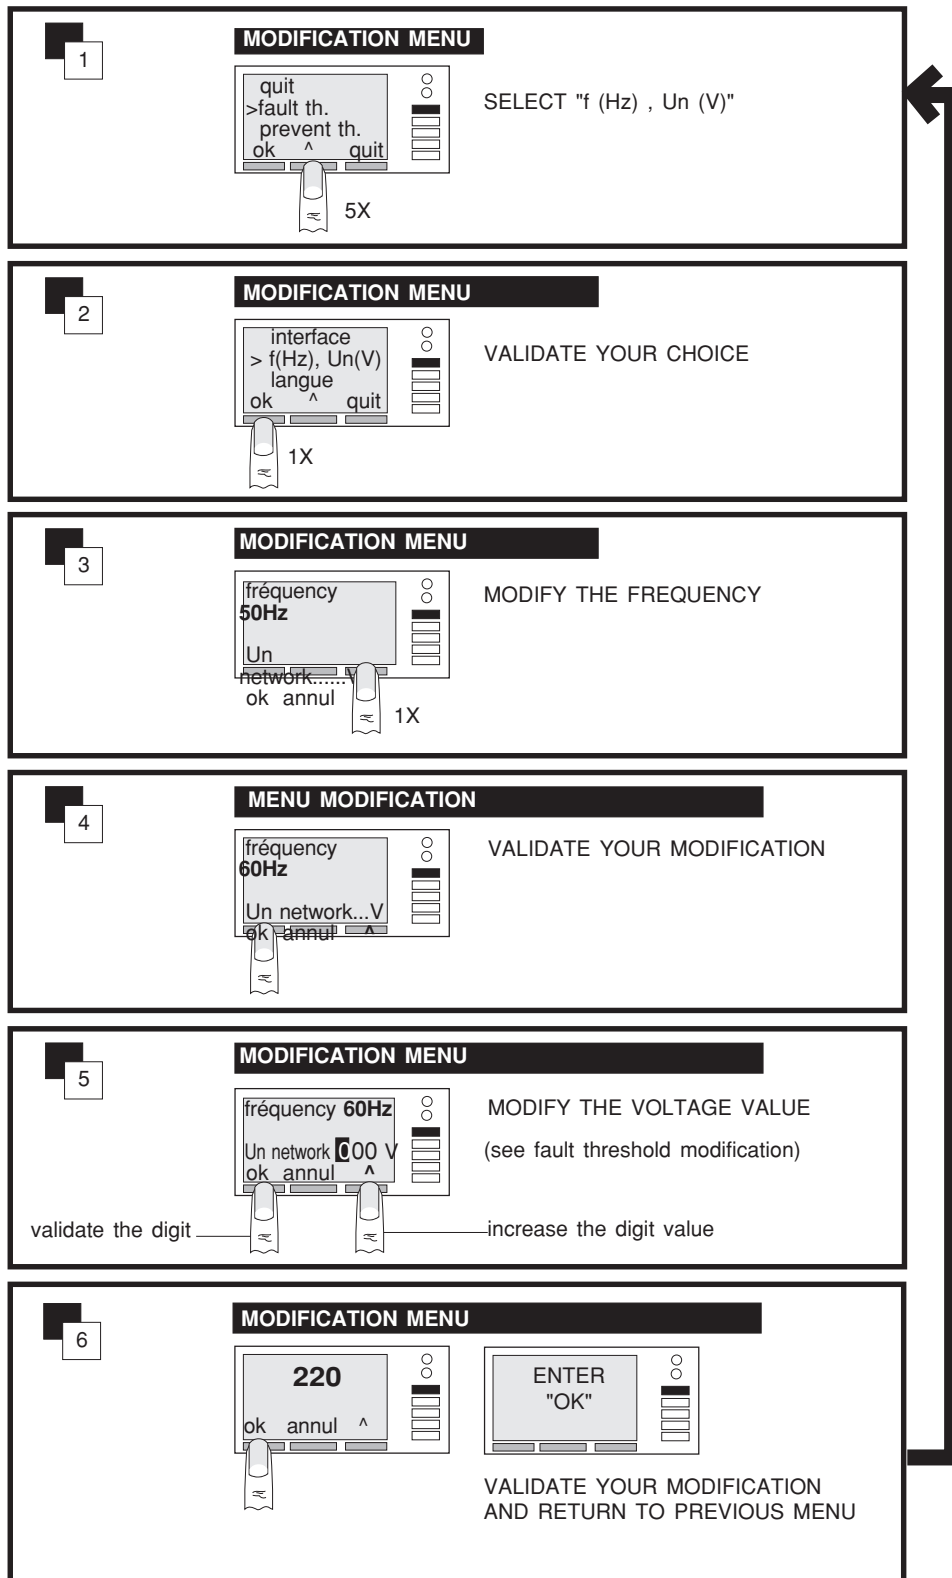 1
MODIFICATION MENU
quit
>fault th.
prevent th.
ok ^ quit
5X
SELECT "f (Hz) , Un (V)"
2
MODIFICATION MENU
interface
> f(Hz), Un(V)
langue
ok ^ quit
1X
VALIDATE YOUR CHOICE
3
MODIFICATION MENU
fréquency
50Hz
Un
network......V
ok annul
1X
MODIFY THE FREQUENCY
4
MENU MODIFICATION
fréquency
60Hz
Un network...V
ok annul ^
VALIDATE YOUR MODIFICATION
5
MODIFICATION MENU
fréquency 60Hz
Un network 000 V
ok annul ^
MODIFY THE VOLTAGE VALUE
(see fault threshold modification)
validate the digit
increase the digit value
6
MODIFICATION MENU
220
ok annul ^
ENTER
"OK"
VALIDATE YOUR MODIFICATION
AND RETURN TO PREVIOUS MENU